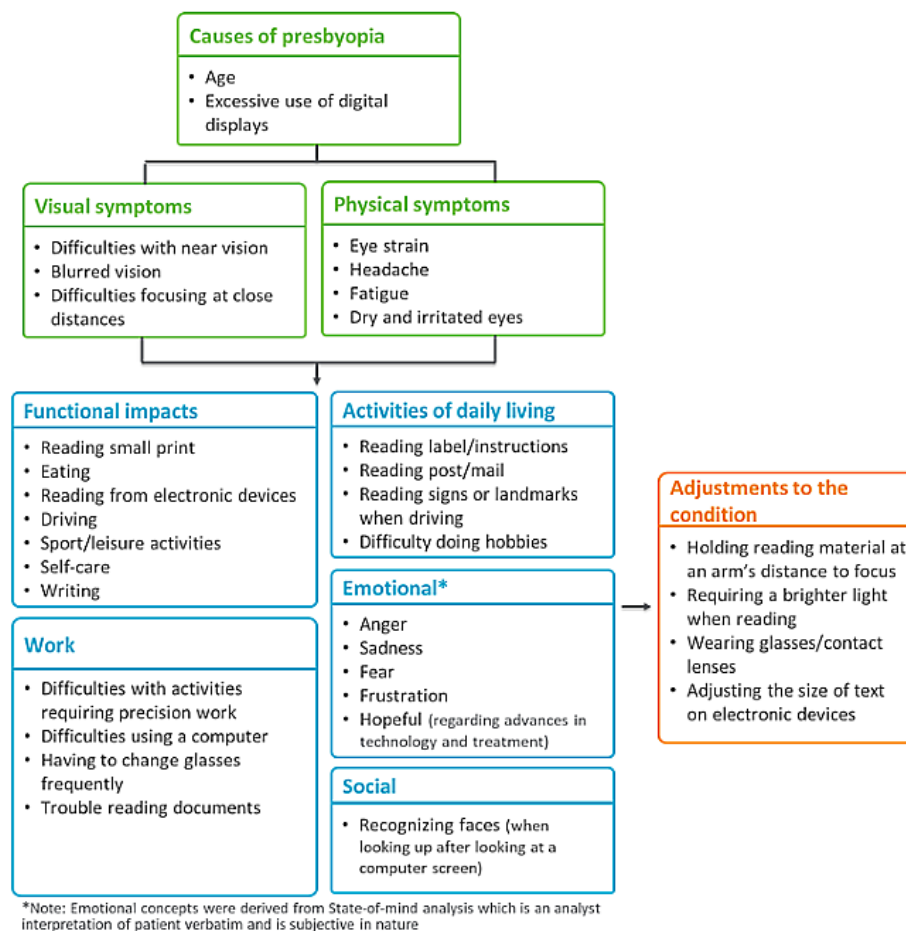 Causes of presbyopia
• Age
• Excessive use of digital
displays
Visual symptoms
• Difficulties with near vision
• Blurred vision
• Difficulties focusing at close
distances
Physical symptoms
• Eye strain
• Headache
• Fatigue
• Dry and irritated eyes
Functional impacts
• Reading small print
• Eating
• Reading from electronic devices
• Driving
• Sport/leisure activities
• Self-care
• Writing
Activities of daily living
• Reading label/instructions
• Reading post/mail
• Reading signs or landmarks
when driving
• Difficulty doing hobbies
Work
• Difficulties with activities
requiring precision work
• Difficulties using a computer
• Having to change glasses
frequently
• Trouble reading documents
Emotional*
• Anger
• Sadness
• Fear
• Frustration
• Hopeful (regarding advances in
technology and treatment)
Social
• Recognizing faces (when
looking up after looking at a
computer screen)
Adjustments to the
condition
• Holding reading material at
an arm's distance to focus
• Requiring a brighter light
when reading
• Wearing glasses/contact
lenses
• Adjusting the size of text
on electronic devices
*Note: Emotional concepts were derived from State-of-mind analysis which is an analyst
interpretation of patient verbatim and is subjective in nature